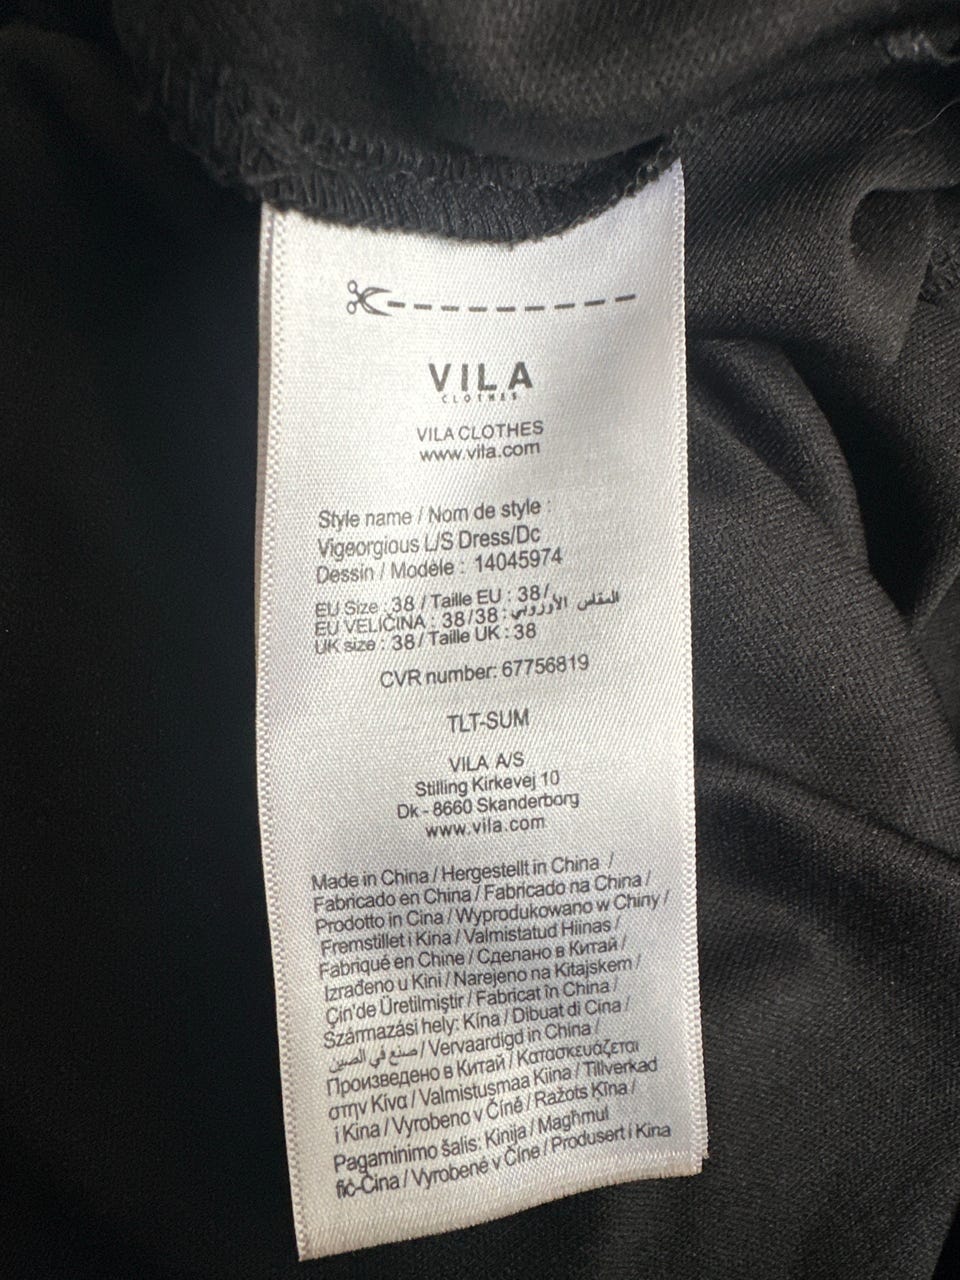 VILA
CLOTHES
VILA CLOTHES
www.vila.com
Style name / Nom de style :
Vigeorgious L/S Dress/Dc
Dessin / Modèle : 14045974
EU Size : 38 / Taille EU : 38/
EU VELIČINA : 38/38 : المقاس الأوروبي
UK size : 38 / Taille UK : 38
CVR number: 67756819
TLT-SUM
VILA A/S
Stilling Kirkevej 10
Dk - 8660 Skanderborg
www.vila.com
Made in China / Hergestellt in China /
Fabricado en China / Fabricado na China /
Prodotto in Cina / Wyprodukowano w Chiny /
Fremstillet i Kina / Valmistatud Hiinas /
Fabriqué en Chine / Сделано в Китай /
Izrađeno u Kini / Narejeno na Kitajskem /
Çin'de Üretilmiştir / Fabricat în China /
Származási hely: Kína / Dibuat di Cina /
صنع في الصين / Vervaardigd in China /
Произведено в Китай / Κατασκευάζεται
στην Κίνα / Valmistusmaa Kiina / Tillverkad
i Kina / Vyrobeno v Číně / Ražots Kīna /
Pagaminimo šalis: Kinija / Magħmul
fiċ-Ċina / Vyrobené v Číne / Produsert i Kina